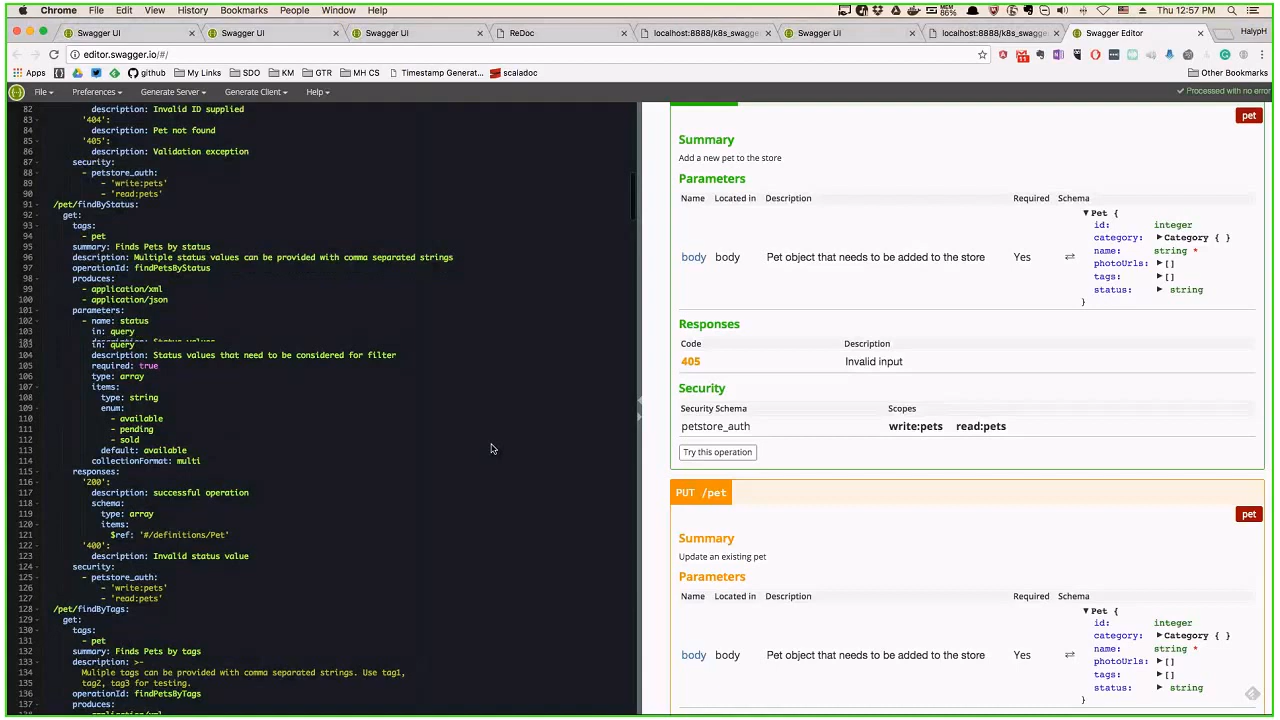 Chrome File Edit View History Bookmarks People Window Help
MEM 86% Thu 12:57 PM
Swagger UI Swagger UI Swagger UI ReDoc localhost:8888/k8s_swagge Swagger UI localhost:8888/k8s_swagge Swagger Editor HalypH
editor.swagger.io/#/
Apps github My Links SDO KM GTR MH CS Timestamp Generat... scaladoc Other Bookmarks
File Preferences Generate Server Generate Client Help Processed with no error
82 description: Invalid ID supplied
83 '404':
84 description: Pet not found
85 '405':
86 description: Validation exception
87 security:
88 - petstore_auth:
89 - 'write:pets'
90 - 'read:pets'
91 /pet/findByStatus:
92 get:
93 tags:
94 - pet
95 summary: Finds Pets by status
96 description: Multiple status values can be provided with comma separated strings
97 operationId: findPetsByStatus
98 produces:
99 - application/xml
100 - application/json
101 parameters:
102 - name: status
103 in: query
103 in: query
104 description: Status values that need to be considered for filter
105 required: true
106 type: array
107 items:
108 type: string
109 enum:
110 - available
111 - pending
112 - sold
113 default: available
114 collectionFormat: multi
115 responses:
116 '200':
117 description: successful operation
118 schema:
119 type: array
120 items:
121 $ref: '#/definitions/Pet'
122 '400':
123 description: Invalid status value
124 security:
125 - petstore_auth:
126 - 'write:pets'
127 - 'read:pets'
128 /pet/findByTags:
129 get:
130 tags:
131 - pet
132 summary: Finds Pets by tags
133 description: >-
134 Muliple tags can be provided with comma separated strings. Use tag1,
135 tag2, tag3 for testing.
136 operationId: findPetsByTags
137 produces:
pet
Summary
Add a new pet to the store
Parameters
Name Located in Description Required Schema
body body Pet object that needs to be added to the store Yes
Pet {
id: integer
category: Category { }
name: string *
photoUrls: []
tags: []
status: string
}
Responses
Code Description
405 Invalid input
Security
Security Schema Scopes
petstore_auth write:pets read:pets
Try this operation
PUT /pet
pet
Summary
Update an existing pet
Parameters
Name Located in Description Required Schema
body body Pet object that needs to be added to the store Yes
Pet {
id: integer
category: Category { }
name: string *
photoUrls: []
tags: []
status: string
}